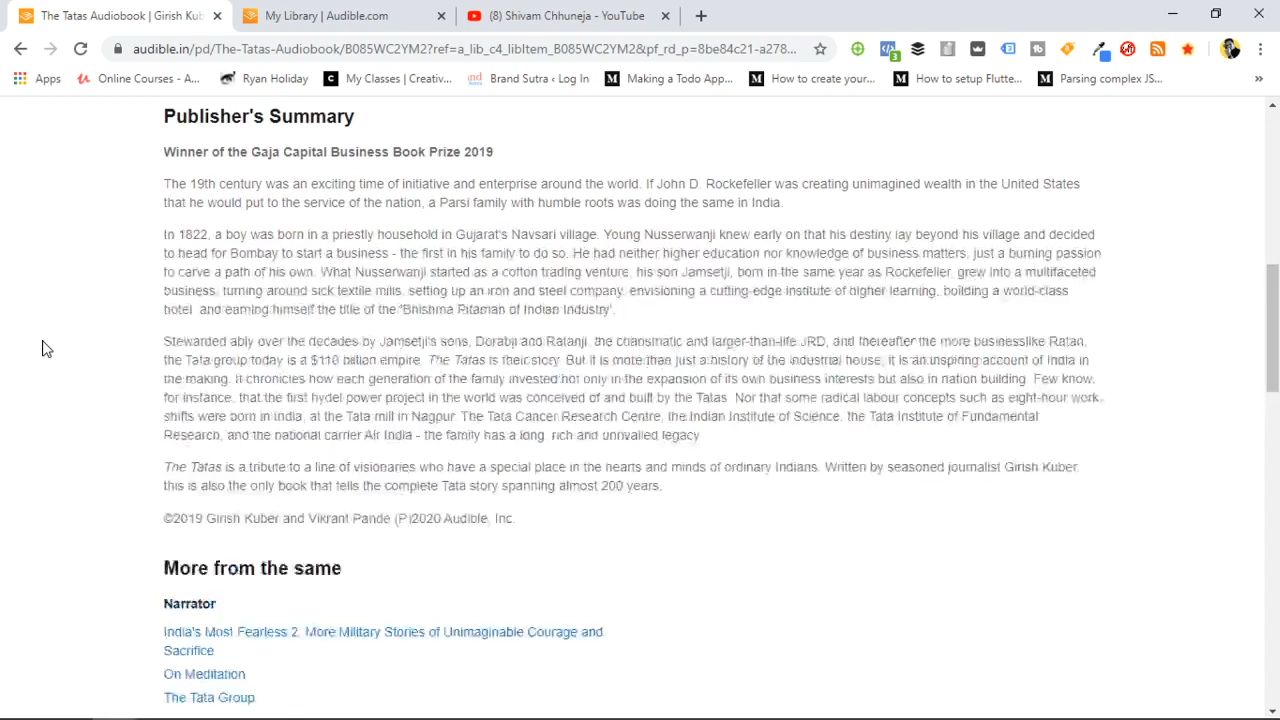 The Tatas Audiobook | Girish Kub
My Library | Audible.com
(8) Shivam Chhuneja - YouTube
audible.in/pd/The-Tatas-Audiobook/B085WC2YM2?ref=a_lib_c4_libItem_B085WC2YM2&pf_rd_p=8be84c21-a278...
3
Apps
Online Courses - A...
Ryan Holiday
My Classes | Creativ...
Brand Sutra ‹ Log In
Making a Todo Ap...
How to create your...
How to setup Flutte...
Parsing complex JS...
»
Publisher's Summary
Winner of the Gaja Capital Business Book Prize 2019
The 19th century was an exciting time of initiative and enterprise around the world. If John D. Rockefeller was creating unimagined wealth in the United States
that he would put to the service of the nation, a Parsi family with humble roots was doing the same in India.
In 1822, a boy was born in a priestly household in Gujarat's Navsari village. Young Nusserwanji knew early on that his destiny lay beyond his village and decided
to head for Bombay to start a business - the first in his family to do so. He had neither higher education nor knowledge of business matters, just a burning passion
to carve a path of his own. What Nusserwanji started as a cotton trading venture, his son Jamsetji, born in the same year as Rockefeller, grew into a multifaceted
business, turning around sick textile mills, setting up an iron and steel company, envisioning a cutting-edge institute of higher learning, building a world-class
hotel, and earning himself the title of the 'Bhishma Pitamah of Indian Industry'.
Stewarded ably over the decades by Jamsetji's sons, Dorabji and Ratanji, the charismatic and larger-than-life JRD, and thereafter the more businesslike Ratan,
the Tata group today is a $110 billion empire. The Tatas is their story. But it is more than just a history of the industrial house; it is an inspiring account of India in
the making. It chronicles how each generation of the family invested not only in the expansion of its own business interests but also in nation building. Few know,
for instance, that the first hydel power project in the world was conceived of and built by the Tatas. Nor that some radical labour concepts such as eight-hour work
shifts were born in India, at the Tata mill in Nagpur. The Tata Cancer Research Centre, the Indian Institute of Science, the Tata Institute of Fundamental
Research, and the national carrier Air India - the family has a long, rich and unrivalled legacy.
The Tatas is a tribute to a line of visionaries who have a special place in the hearts and minds of ordinary Indians. Written by seasoned journalist Girish Kuber,
this is also the only book that tells the complete Tata story spanning almost 200 years.
©2019 Girish Kuber and Vikrant Pande (P)2020 Audible, Inc.
More from the same
Narrator
India's Most Fearless 2: More Military Stories of Unimaginable Courage and
Sacrifice
On Meditation
The Tata Group